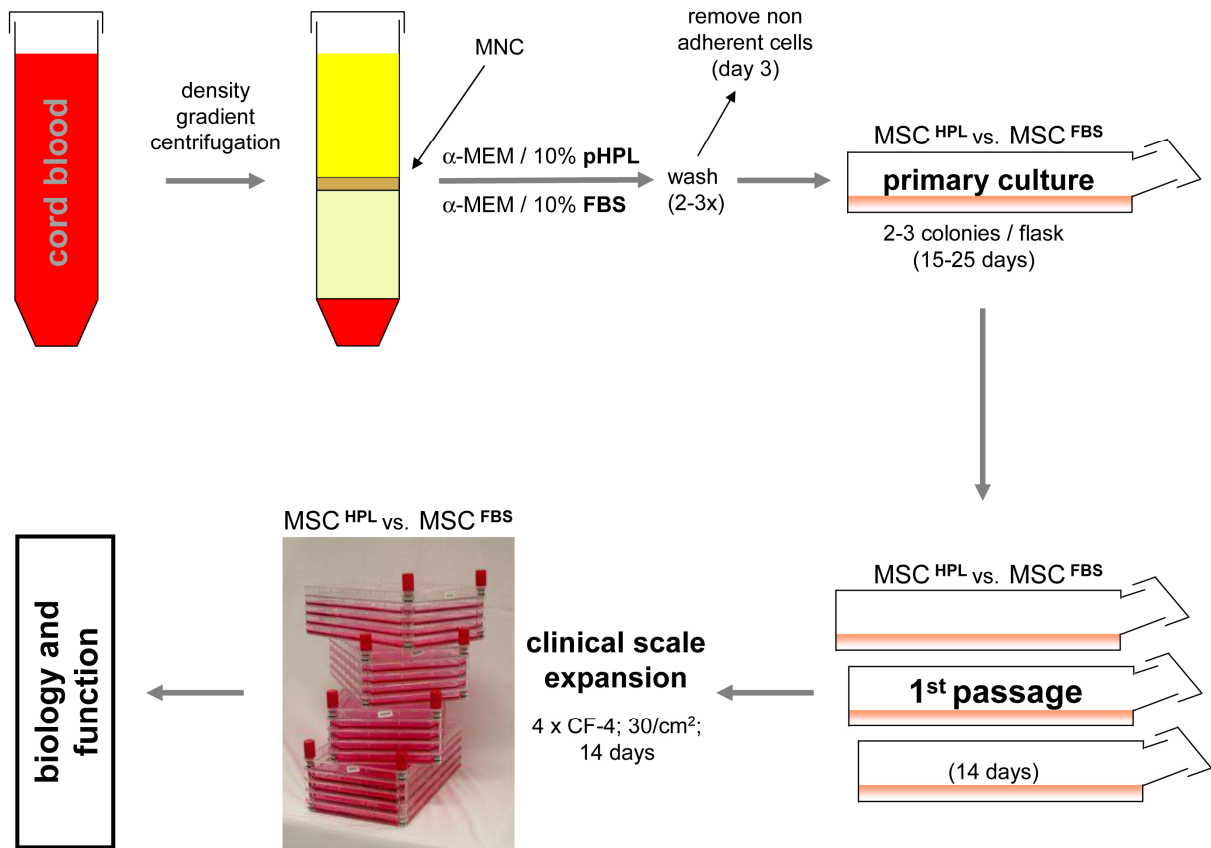 cord blood
density
gradient
centrifugation
MNC
α-MEM / 10% pHPL
α-MEM / 10% FBS
remove non
adherent cells
(day 3)
wash
(2-3x)
MSC HPL vs. MSC FBS
primary culture
2-3 colonies / flask
(15-25 days)
MSC HPL vs. MSC FBS
1st passage
(14 days)
clinical scale
expansion
4 x CF-4; 30/cm²;
14 days
MSC HPL vs. MSC FBS
biology and
function